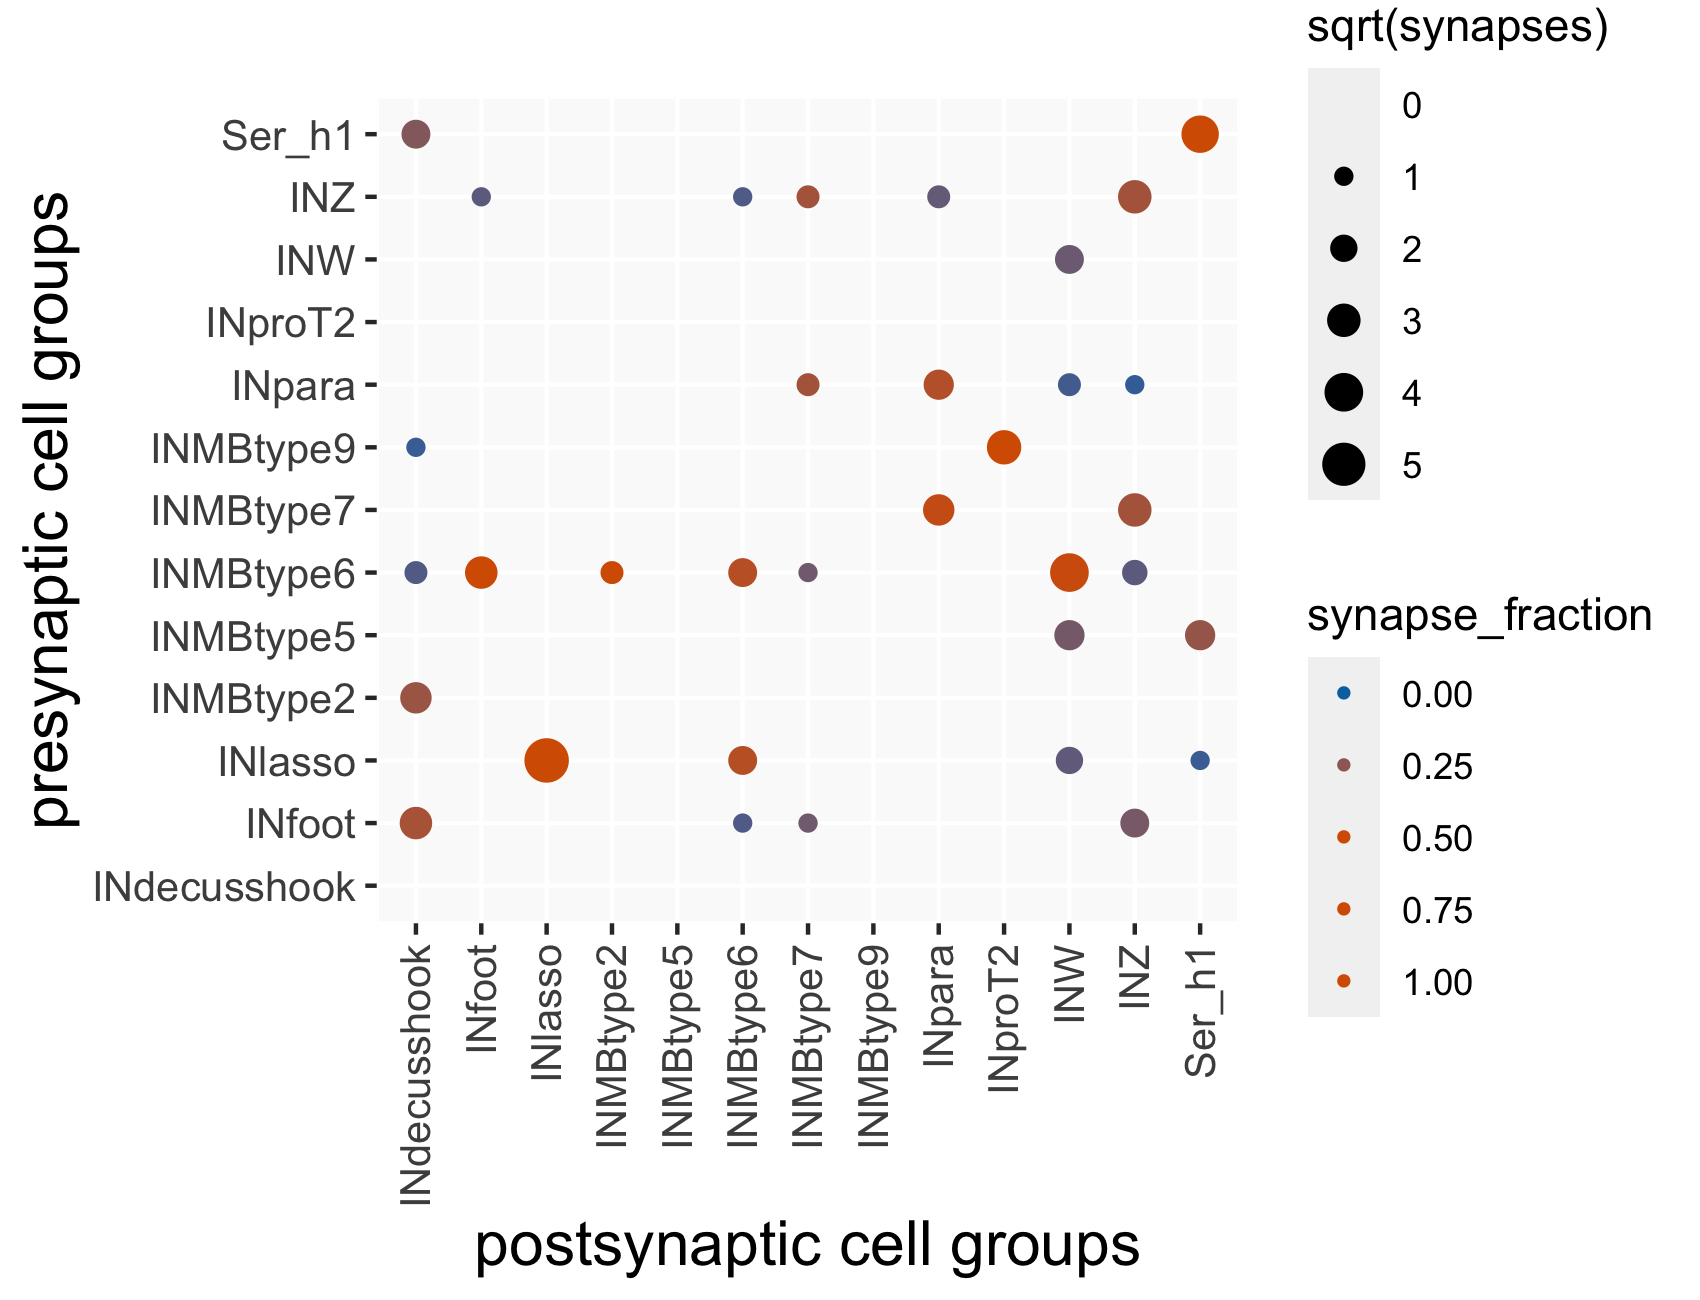 sqrt(synapses)
0
1
2
3
4
5
synapse_fraction
0.00
0.25
0.50
0.75
1.00
presynaptic cell groups
Ser_h1
INZ
INW
INproT2
INpara
INMBtype9
INMBtype7
INMBtype6
INMBtype5
INMBtype2
INlasso
INfoot
INdecusshook
INdecusshook
INfoot
INlasso
INMBtype2
INMBtype5
INMBtype6
INMBtype7
INMBtype9
INpara
INproT2
INW
INZ
Ser_h1
postsynaptic cell groups